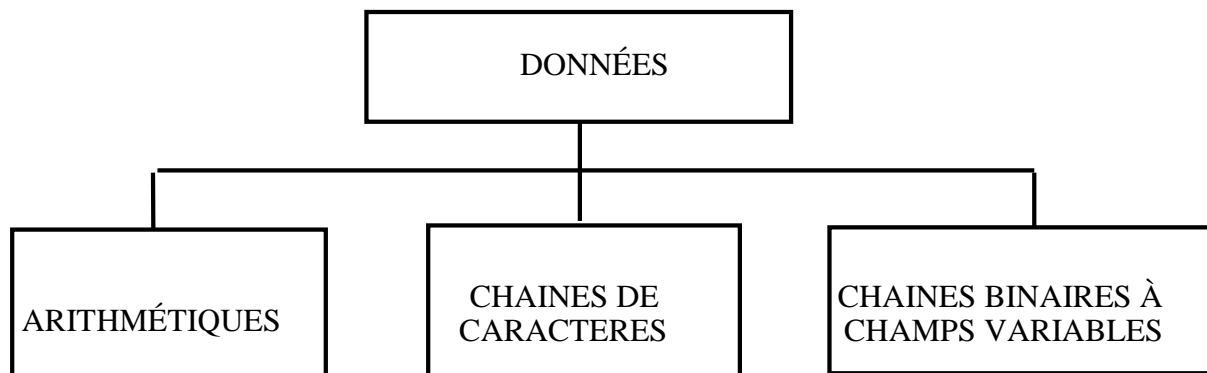 DONNÉES
ARITHMÉTIQUES
CHAINES DE
CARACTERES
CHAINES BINAIRES À
CHAMPS VARIABLES